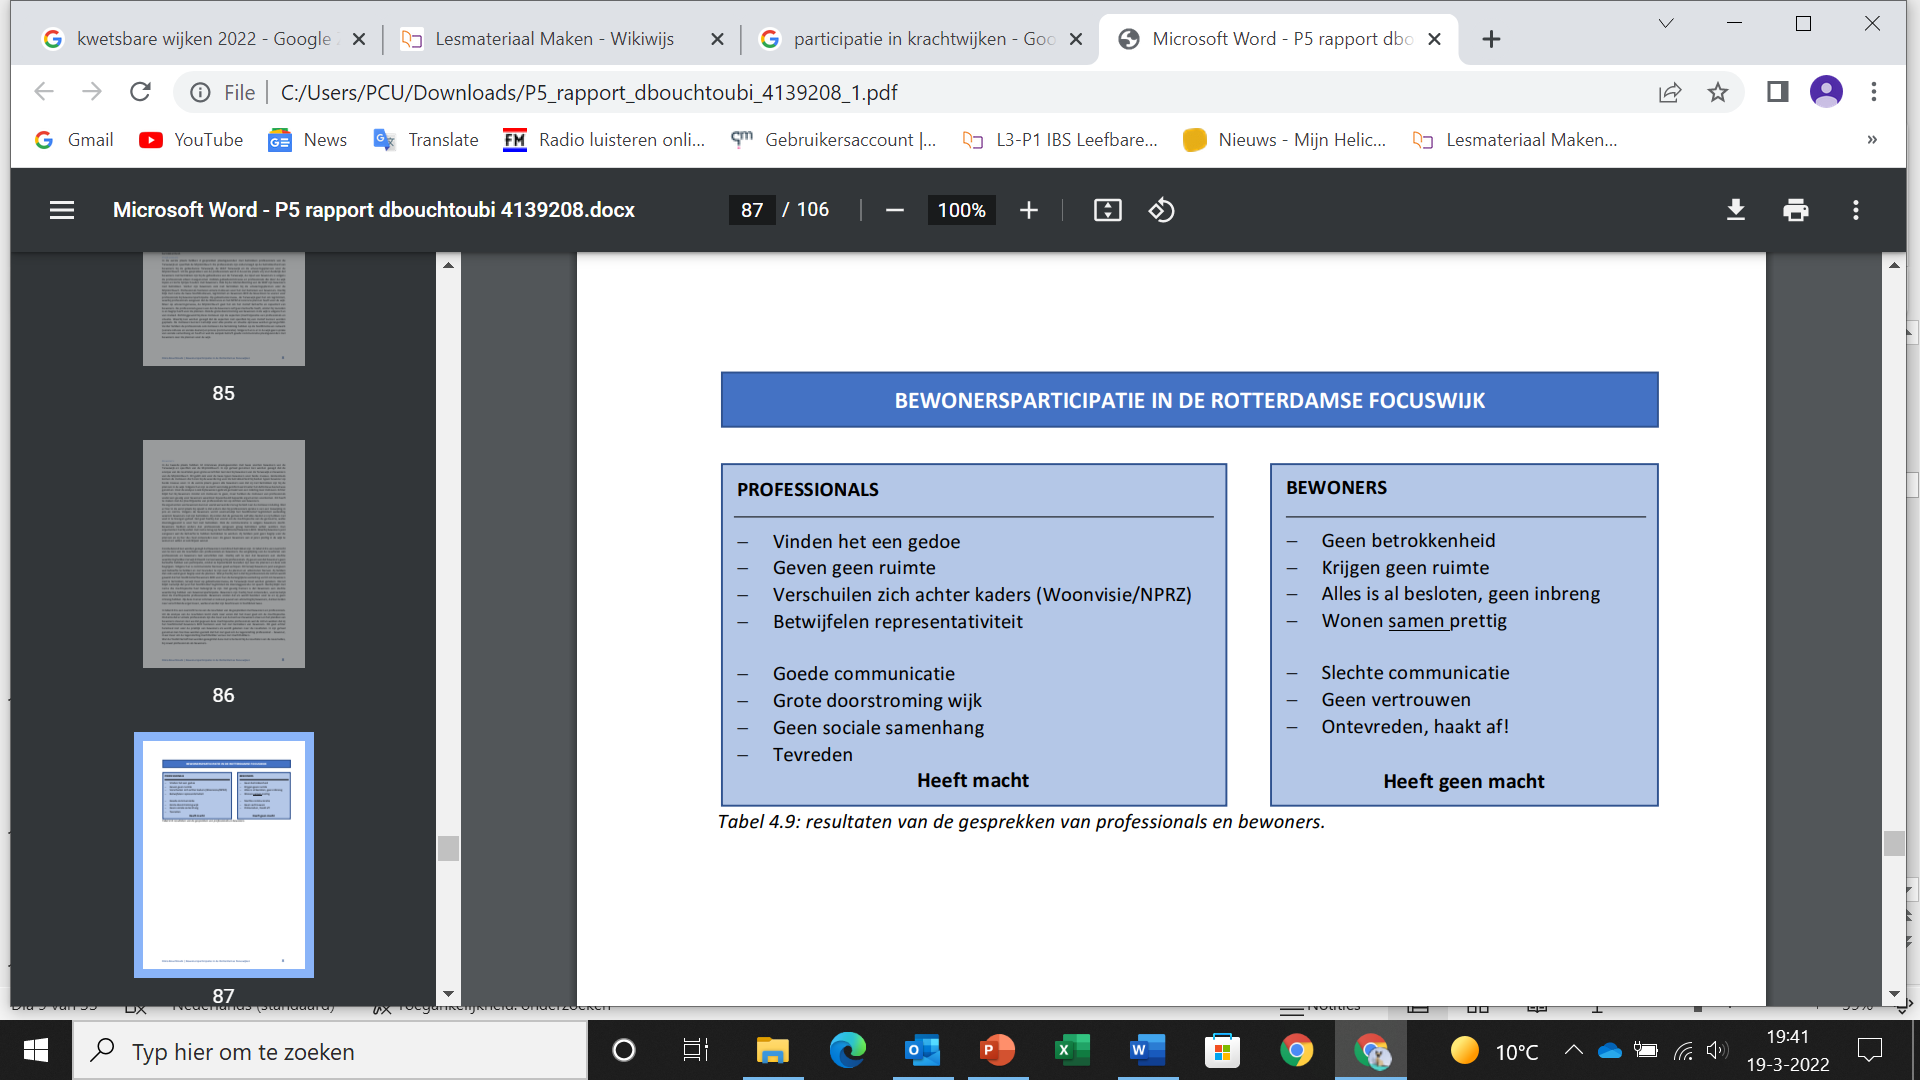 kwetsbare wijken 2022 - Google
Lesmateriaal Maken - Wikiwijs
participatie in krachtwijken - Goo
Microsoft Word - P5 rapport dbo
File
C:/Users/PCU/Downloads/P5_rapport_dbouchtoubi_4139208_1.pdf
Gmail
YouTube
News
Translate
Radio luisteren onli...
Gebruikersaccount |...
L3-P1 IBS Leefbare...
Nieuws - Mijn Helic...
Lesmateriaal Maken...
»
Microsoft Word - P5 rapport dbouchtoubi 4139208.docx
87 / 106
100%
85
86
87
BEWONERSPARTICIPATIE IN DE ROTTERDAMSE FOCUSWIJK
PROFESSIONALS
– Vinden het een gedoe
– Geven geen ruimte
– Verschuilen zich achter kaders (Woonvisie/NPRZ)
– Betwijfelen representativiteit
– Goede communicatie
– Grote doorstroming wijk
– Geen sociale samenhang
– Tevreden
Heeft macht
BEWONERS
– Geen betrokkenheid
– Krijgen geen ruimte
– Alles is al besloten, geen inbreng
– Wonen samen prettig
– Slechte communicatie
– Geen vertrouwen
– Ontevreden, haakt af!
Heeft geen macht
Tabel 4.9: resultaten van de gesprekken van professionals en bewoners.
Nederlands (standaard)
Toegankelijkheid: onderzoeken
Notities
Typ hier om te zoeken
10°C
19:41
19-3-2022